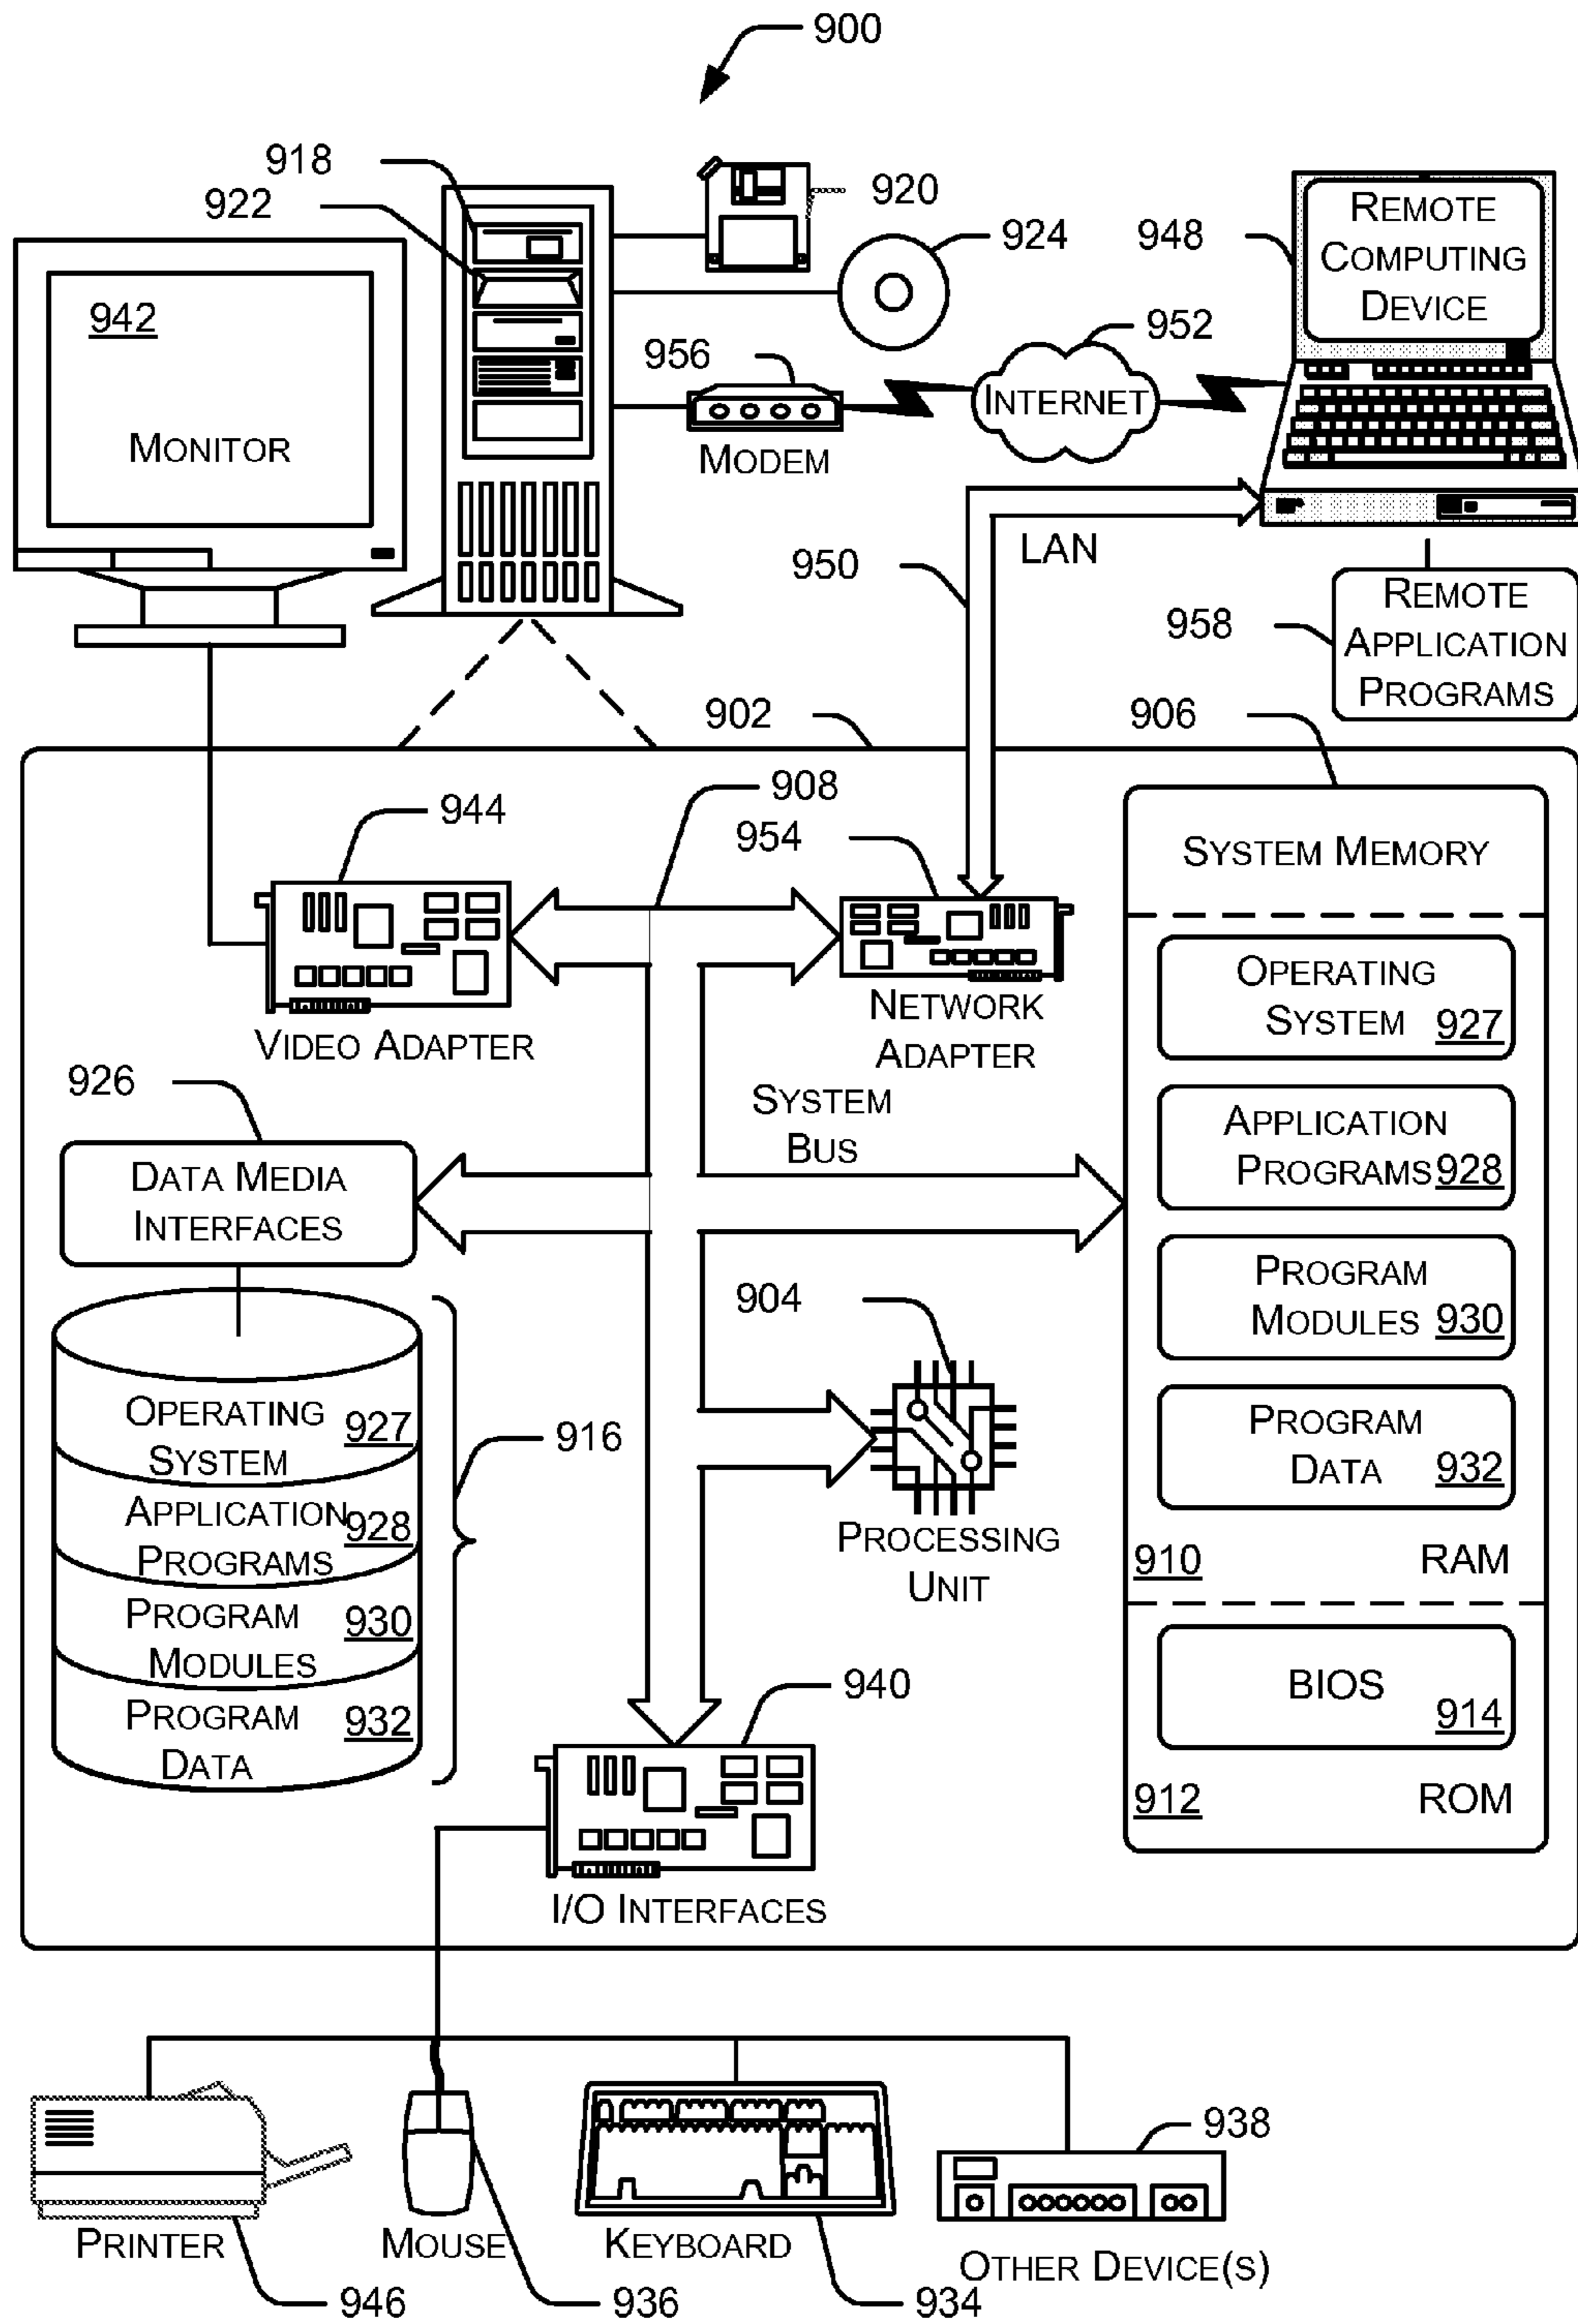 900
918
922
920
924
948
REMOTE
COMPUTING
DEVICE
942
MONITOR
956
MODEM
952
INTERNET
950
LAN
958
REMOTE
APPLICATION
PROGRAMS
902
906
908
944
954
VIDEO ADAPTER
NETWORK
ADAPTER
SYSTEM MEMORY
OPERATING
SYSTEM 927
APPLICATION
PROGRAMS 928
PROGRAM
MODULES 930
PROGRAM
DATA 932
910 RAM
BIOS
914
912 ROM
926
SYSTEM
BUS
DATA MEDIA
INTERFACES
904
PROCESSING
UNIT
OPERATING 927
SYSTEM
APPLICATION 928
PROGRAMS
PROGRAM 930
MODULES
PROGRAM 932
DATA
916
940
I/O INTERFACES
PRINTER
946
MOUSE
936
KEYBOARD
934
938
OTHER DEVICE(S)